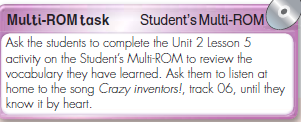 Multi-ROM task Student's Multi-ROM
Ask the students to complete the Unit 2 Lesson 5
activity on the Student's Multi-ROM to review the
vocabulary they have learned. Ask them to listen at
home to the song Crazy inventors!, track 06, until they
know it by heart.